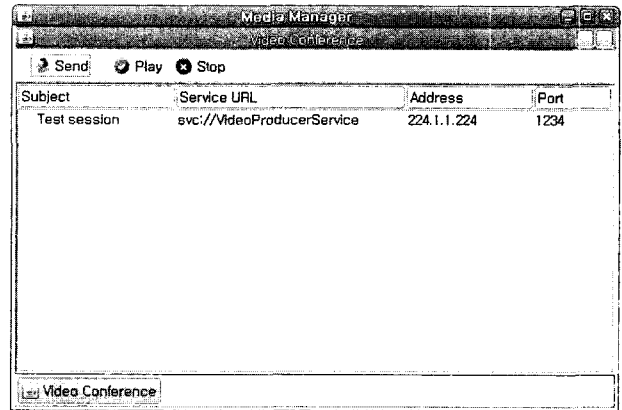 Media Manager
Video Conference
Send Play Stop
Subject Service URL Address Port
Test session svc://VideoProducerService 224.1.1.224 1234
Video Conference